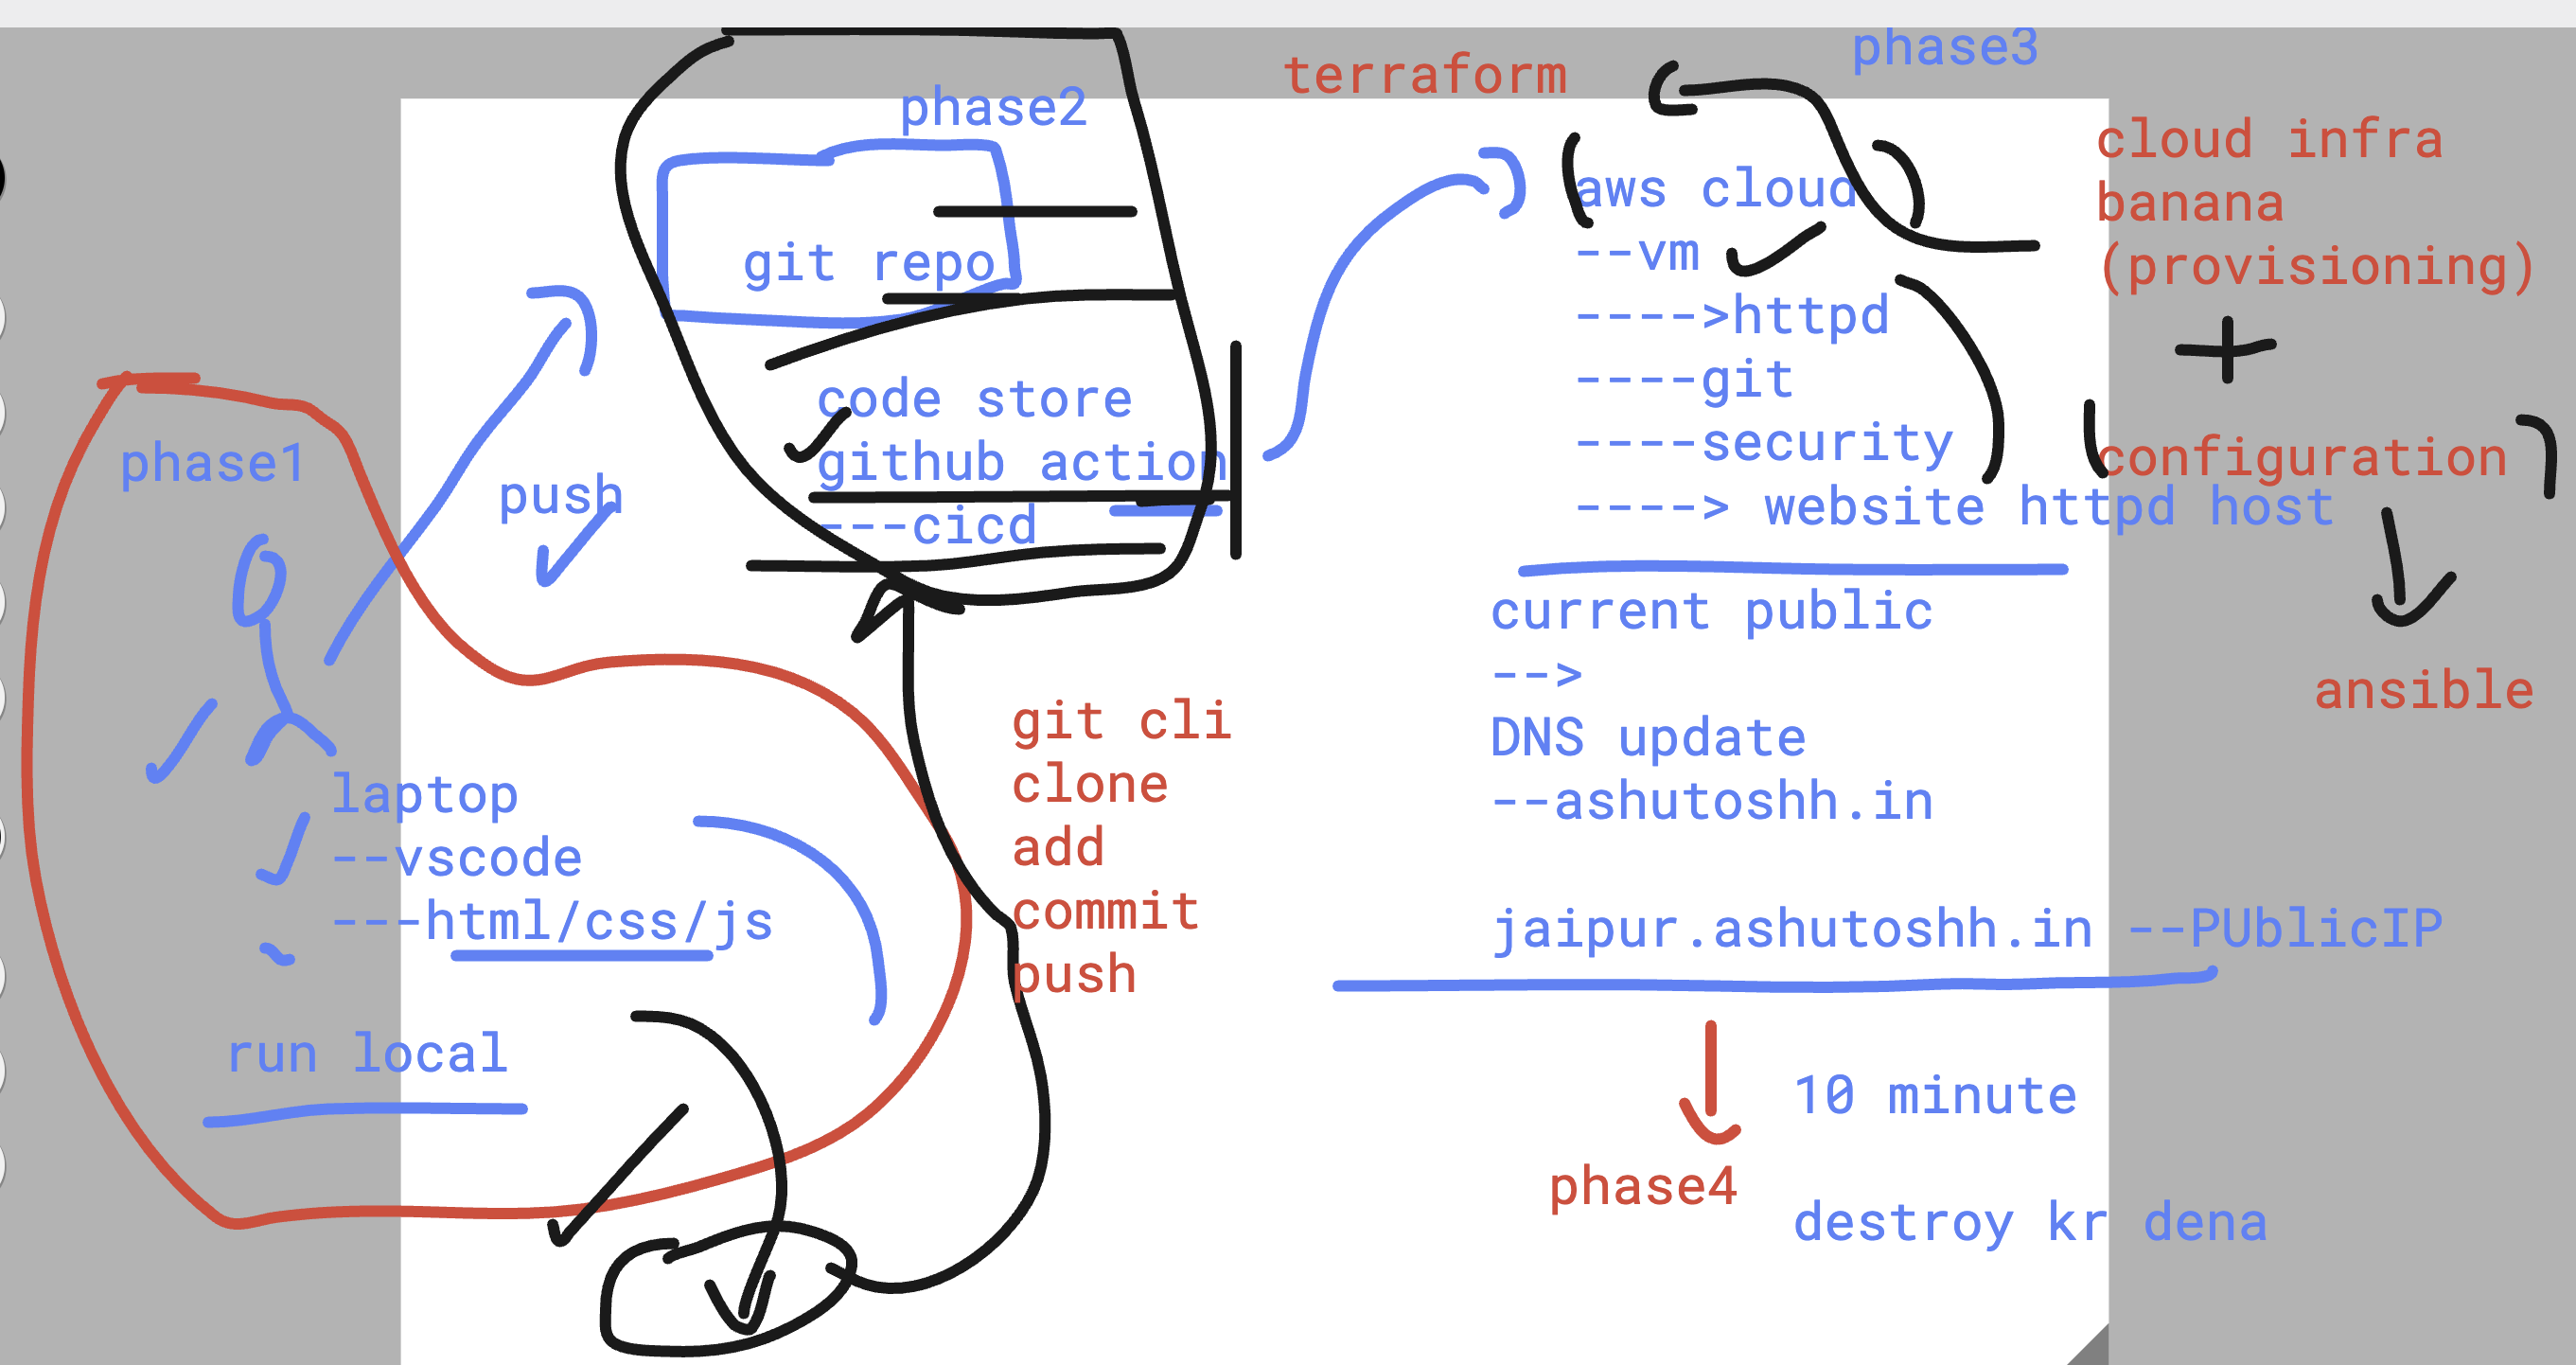 phase1
laptop
--vscode
---html/css/js
run local
push
phase2
git repo
code store
github action
---cicd
git cli
clone
add
commit
push
terraform
phase3
aws cloud
--vm
---->httpd
----git
----security
----> website httpd host
current public
-->
DNS update
--ashutoshh.in
jaipur.ashutoshh.in --PUblicIP
10 minute
destroy kr dena
phase4
cloud infra
banana
(provisioning)
+
configuration
ansible